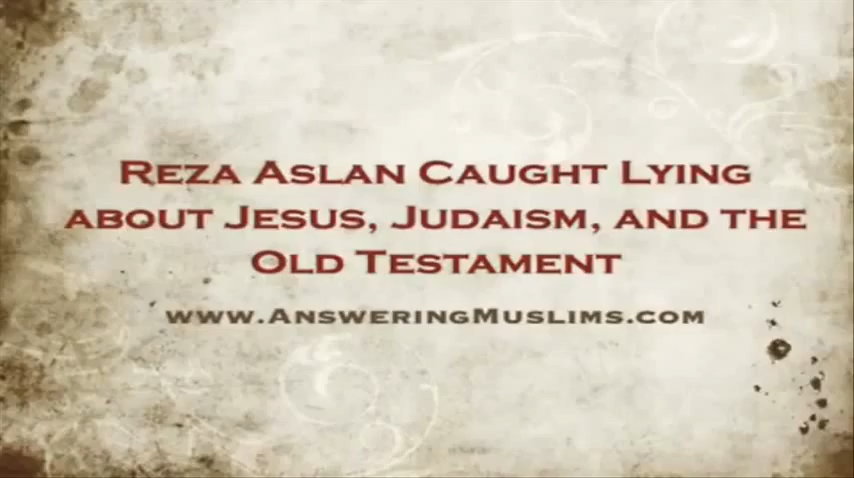 Reza Aslan Caught Lying
about Jesus, Judaism, and the
Old Testament
www.AnsweringMuslims.com